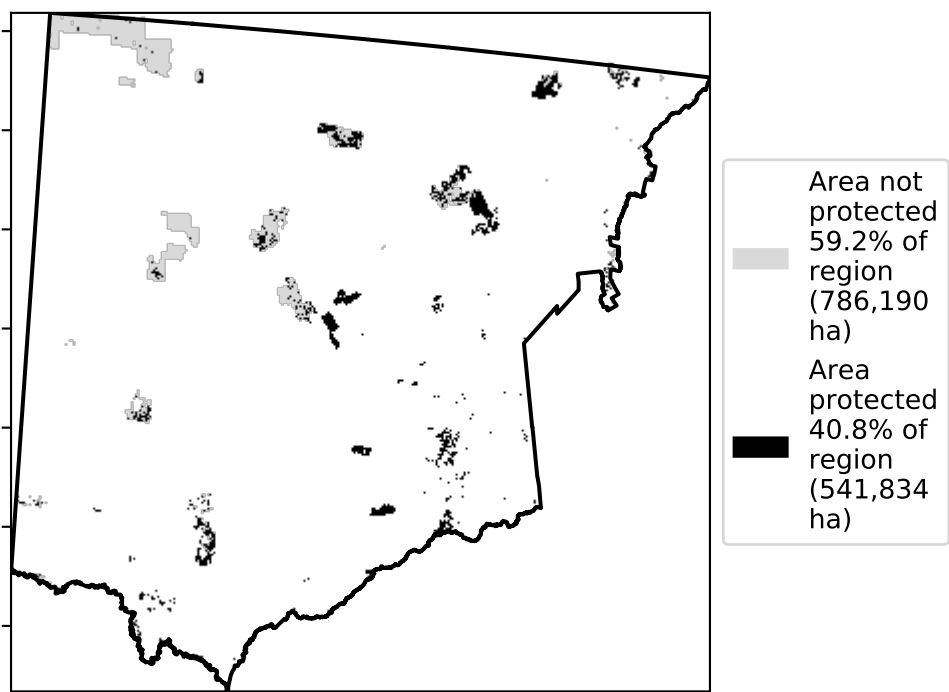 Area not
protected
59.2% of
region
(786,190
ha)
Area
protected
40.8% of
region
(541,834
ha)